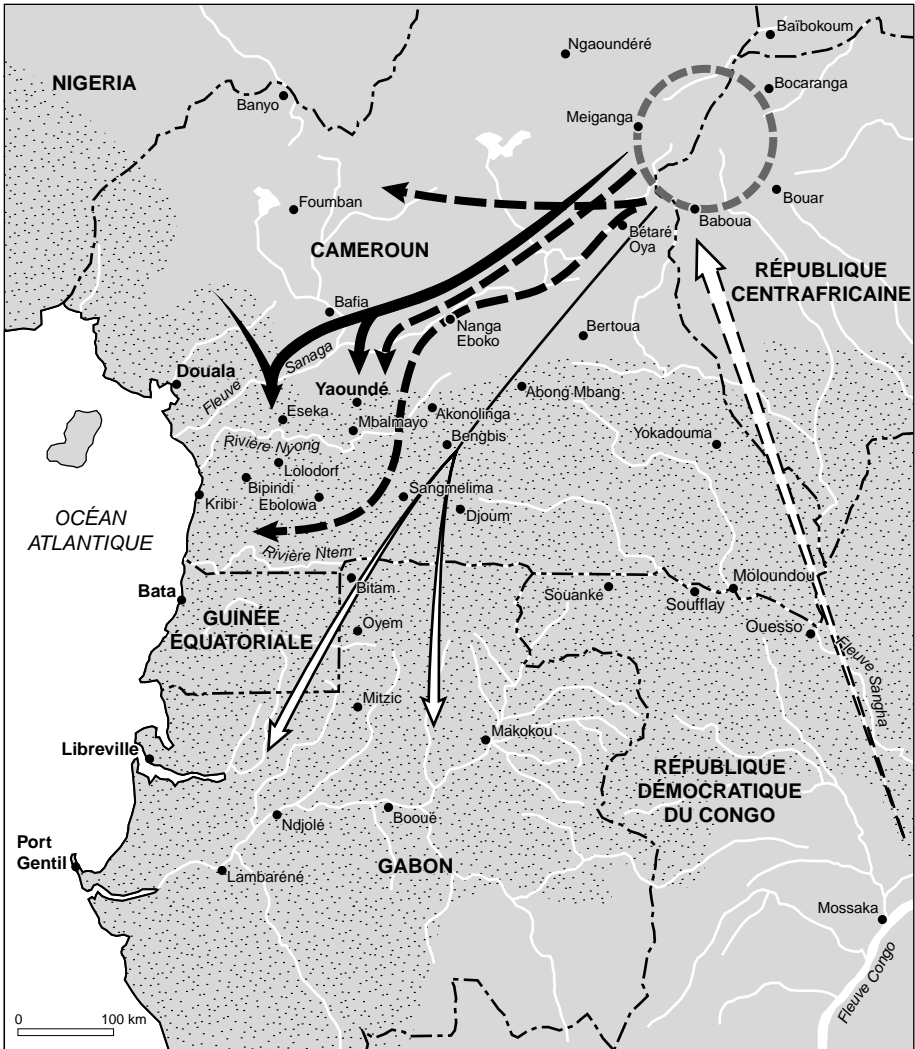 Baïbokoum
Ngaoundéré
NIGERIA
Bocaranga
Banyo
Meiganga
Bouar
Foumban
Baboua
Bétaré
Oya
CAMEROUN
RÉPUBLIQUE
CENTRAFRICAINE
Bafia
Nanga
Eboko
Bertoua
Fleuve Sanaga
Douala
Yaoundé
Abong Mbang
Eseka
Akonolinga
Mbalmayo
Bengbis
Yokadouma
Rivière Nyong
Lolodorf
Bipindi
Ebolowa
Sangmelima
Kribi
Djoum
OCÉAN
ATLANTIQUE
Rivière Ntem
Bitam
Souanké
Moloundou
Soufflay
Bata
GUINÉE
ÉQUATORIALE
Oyem
Ouesso
Fleuve Sangha
Mitzic
Makokou
Libreville
RÉPUBLIQUE
DÉMOCRATIQUE
DU CONGO
Ndjolé
Booué
Port
Gentil
GABON
Lambaréné
Mossaka
Fleuve Congo
0 100 km